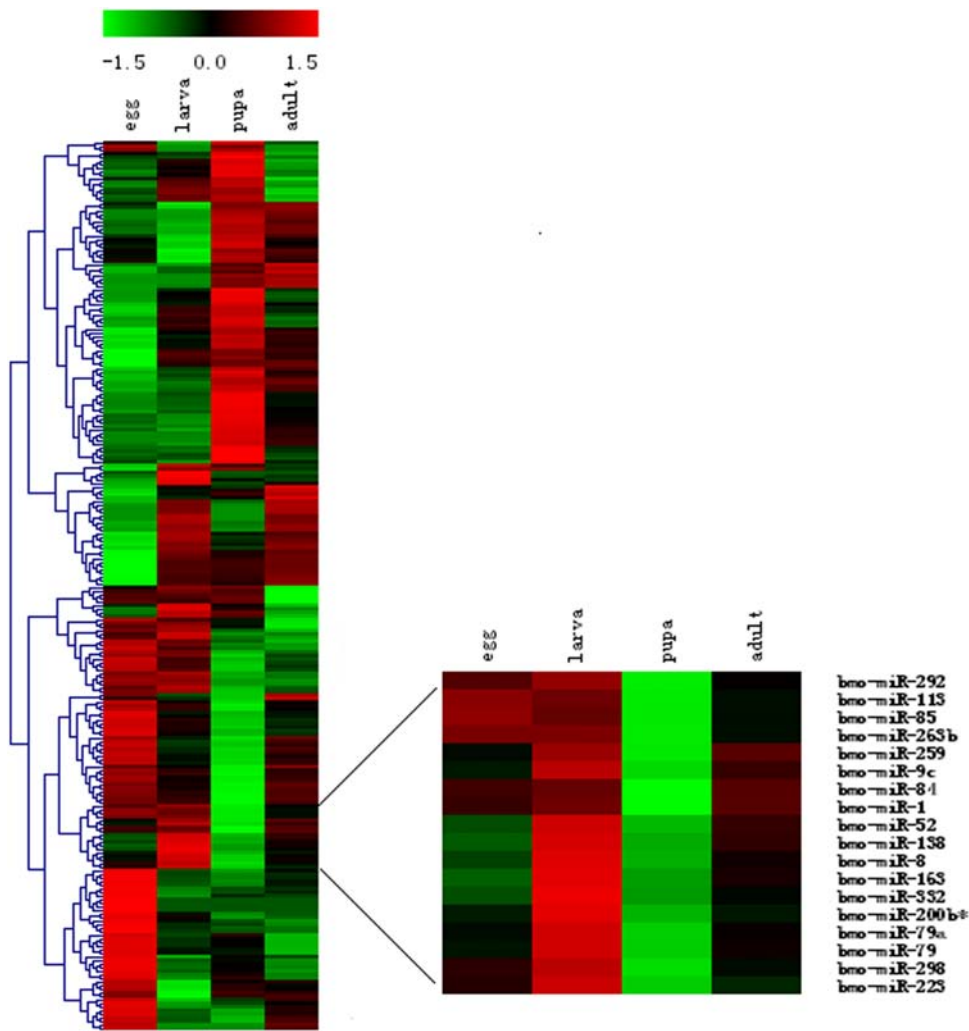 -1.5 0.0 1.5
egg larva pupa adult
egg larva pupa adult
bmo-miR-292
bmo-miR-113
bmo-miR-85
bmo-miR-263b
bmo-miR-259
bmo-miR-9c
bmo-miR-84
bmo-miR-1
bmo-miR-52
bmo-miR-138
bmo-miR-8
bmo-miR-163
bmo-miR-332
bmo-miR-200b*
bmo-miR-79a
bmo-miR-79
bmo-miR-298
bmo-miR-223